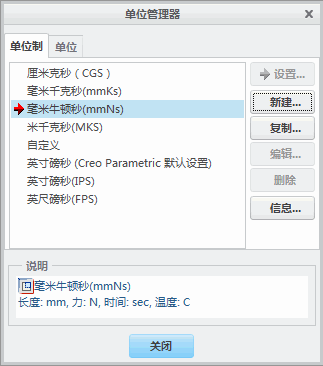 单位管理器
单位制 单位
厘米克秒（CGS）
毫米千克秒(mmKs)
毫米牛顿秒(mmNs)
米千克秒(MKS)
自定义
英寸磅秒 (Creo Parametric 默认设置)
英寸磅秒(IPS)
英尺磅秒(FPS)
设置...
新建...
复制...
编辑...
删除
信息...
说明
毫米牛顿秒(mmNs)
长度: mm, 力: N, 时间: sec, 温度: C
关闭